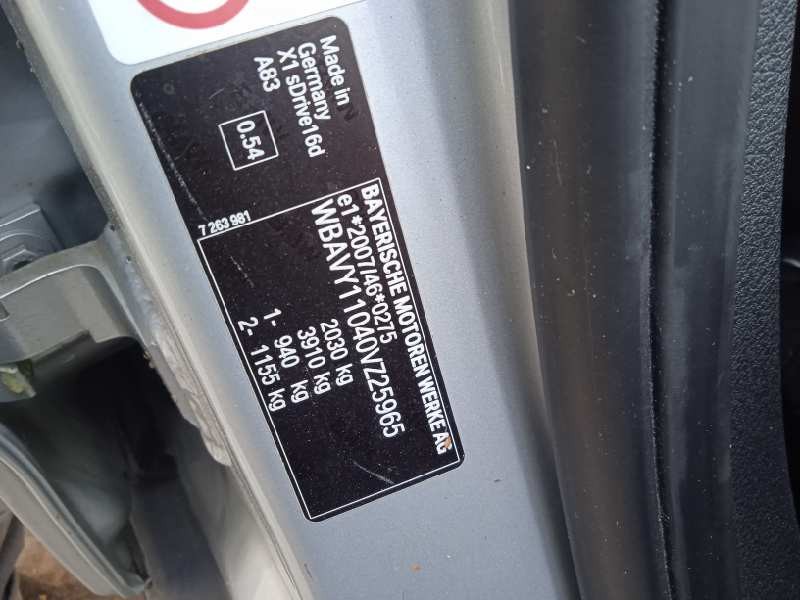 BAYERISCHE MOTOREN WERKE AG
e1*2007/46*0275
WBAVY11040VZ25965
2030 kg
3910 kg
1- 940 kg
2- 1155 kg
7 263 981
Made in
Germany
X1 sDrive16d
A83
0.54